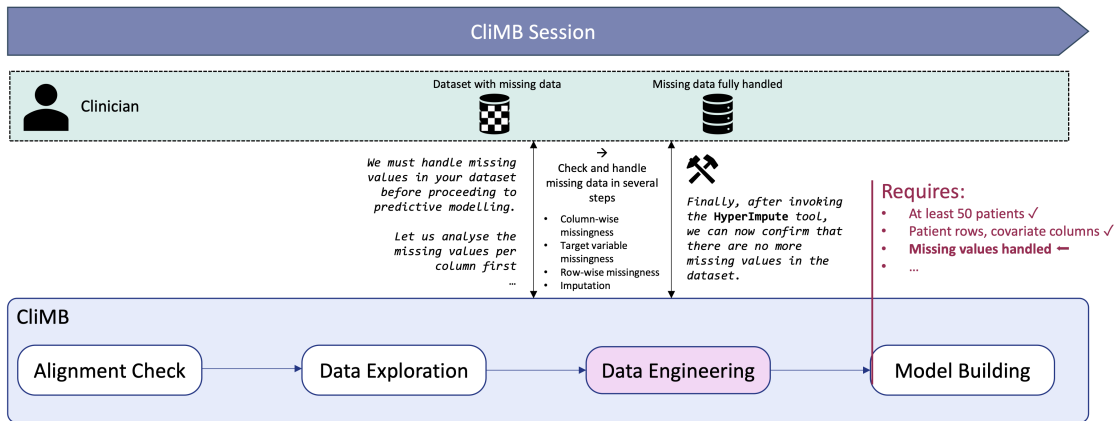 CliMB Session
Clinician
Dataset with missing data
Missing data fully handled
We must handle missing
values in your dataset
before proceeding to
predictive modelling.
Let us analyse the
missing values per
column first
…
→
Check and handle
missing data in several
steps
• Column-wise
missingness
• Target variable
missingness
• Row-wise missingness
• Imputation
Finally, after invoking
the HyperImpute tool,
we can now confirm that
there are no more
missing values in the
dataset.
Requires:
• At least 50 patients ✓
• Patient rows, covariate columns ✓
• Missing values handled ←
• …
CliMB
Alignment Check
Data Exploration
Data Engineering
Model Building